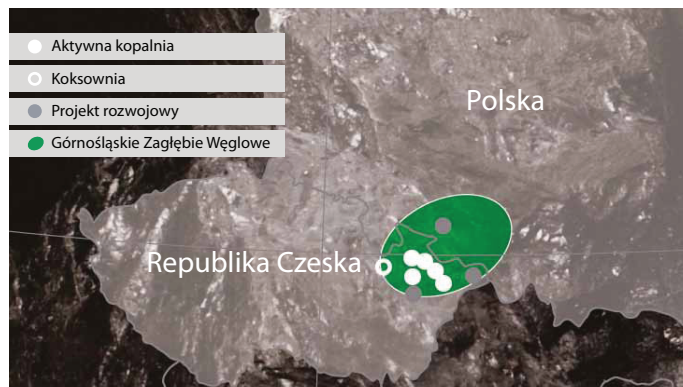 Aktywna kopalnia
Koksownia
Projekt rozwojowy
Górnośląskie Zagłębie Węglowe
Polska
Republika Czeska